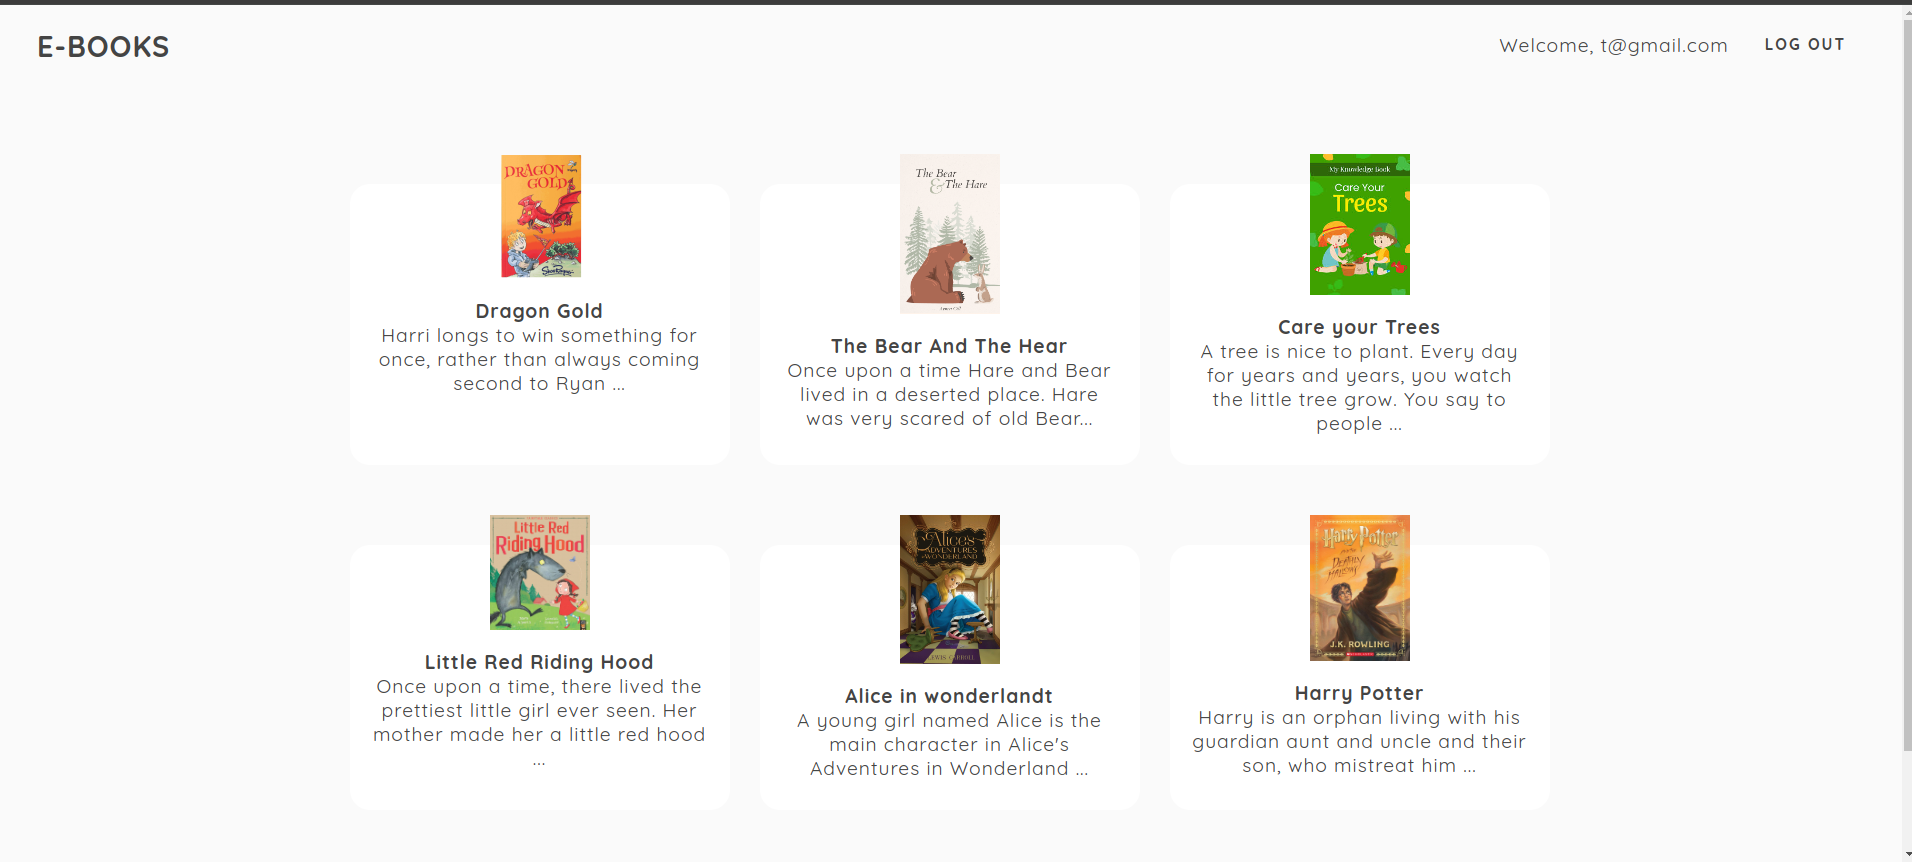 E-BOOKS
Welcome, t@gmail.com
LOG OUT
DRAGON
GOLD
Dragon Gold
Harri longs to win something for
once, rather than always coming
second to Ryan ...
The Bear
& The Hare
The Bear And The Hear
Once upon a time Hare and Bear
lived in a deserted place. Hare
was very scared of old Bear...
My Knowledge Book
Care Your
Trees
Care your Trees
A tree is nice to plant. Every day
for years and years, you watch
the little tree grow. You say to
people ...
Little Red
Riding Hood
Little Red Riding Hood
Once upon a time, there lived the
prettiest little girl ever seen. Her
mother made her a little red hood
...
Alice's
ADVENTURES
WONDERLAND
LEWIS CARROLL
Alice in wonderlandt
A young girl named Alice is the
main character in Alice's
Adventures in Wonderland ...
Harry Potter
DEATHLY
HALLOWS
J.K. ROWLING
SCHOLASTIC
Harry Potter
Harry is an orphan living with his
guardian aunt and uncle and their
son, who mistreat him ...